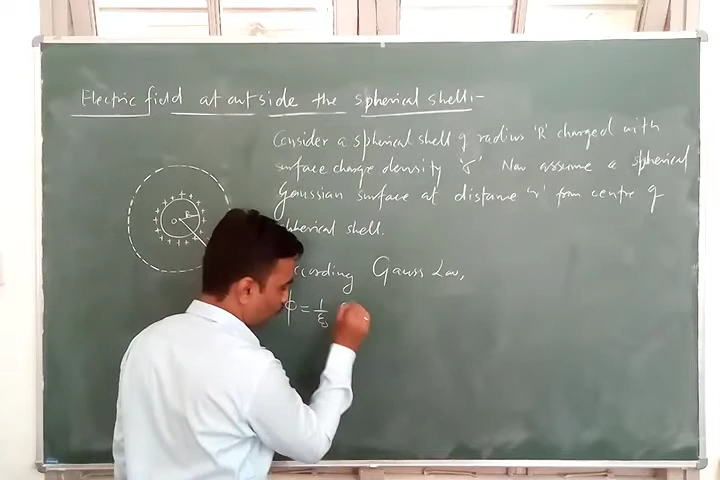 Electric field at outside the spherical shell:-
Consider a spherical shell of radius 'R' charged with
surface charge density 'σ'. Now assume a spherical
Gaussian surface at distance 'r' from centre of
spherical shell.
According Gauss Law,
ϕ = 1/ε₀
O R